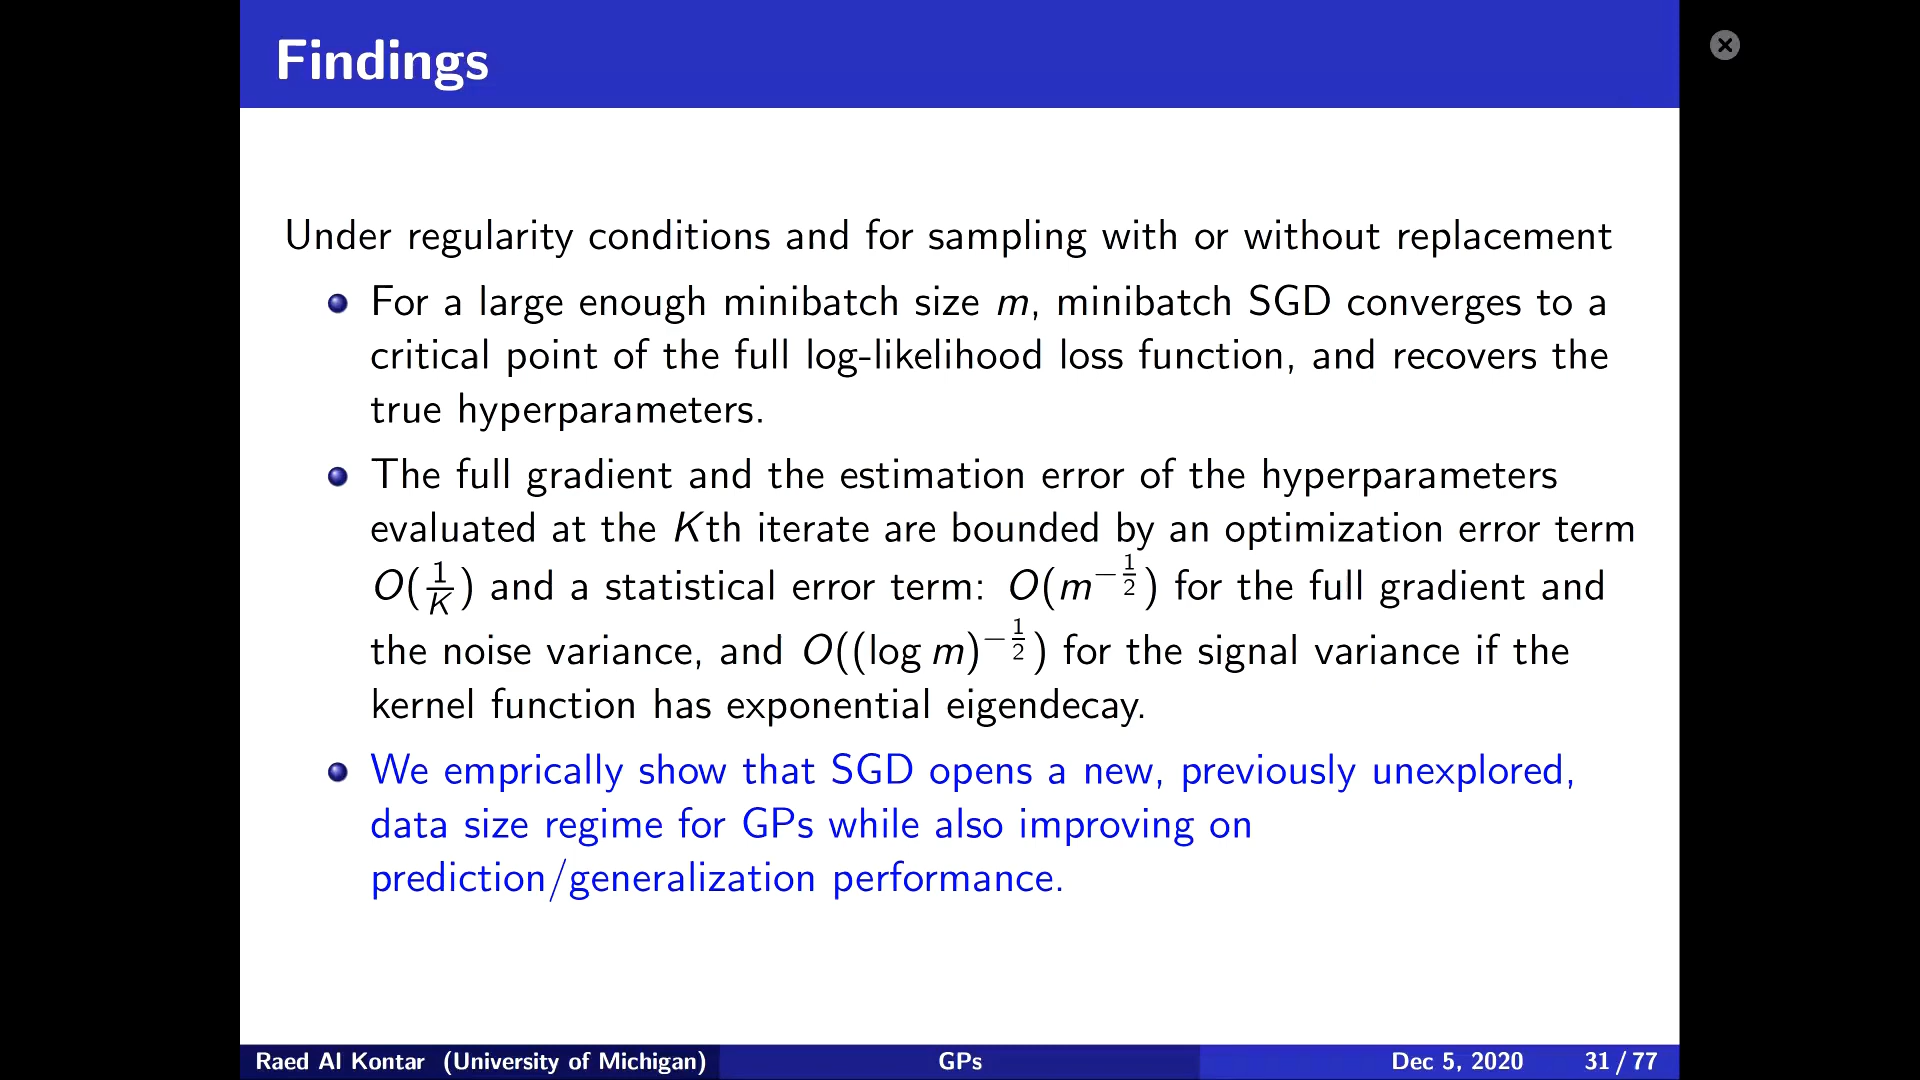 Findings
Under regularity conditions and for sampling with or without replacement
For a large enough minibatch size m, minibatch SGD converges to a
critical point of the full log-likelihood loss function, and recovers the
true hyperparameters.
The full gradient and the estimation error of the hyperparameters
evaluated at the Kth iterate are bounded by an optimization error term
O(1/K) and a statistical error term: O(m^{-1/2}) for the full gradient and
the noise variance, and O((log m)^{-1/2}) for the signal variance if the
kernel function has exponential eigendecay.
We emprically show that SGD opens a new, previously unexplored,
data size regime for GPs while also improving on
prediction/generalization performance.
Raed Al Kontar (University of Michigan) GPs Dec 5, 2020 31 / 77